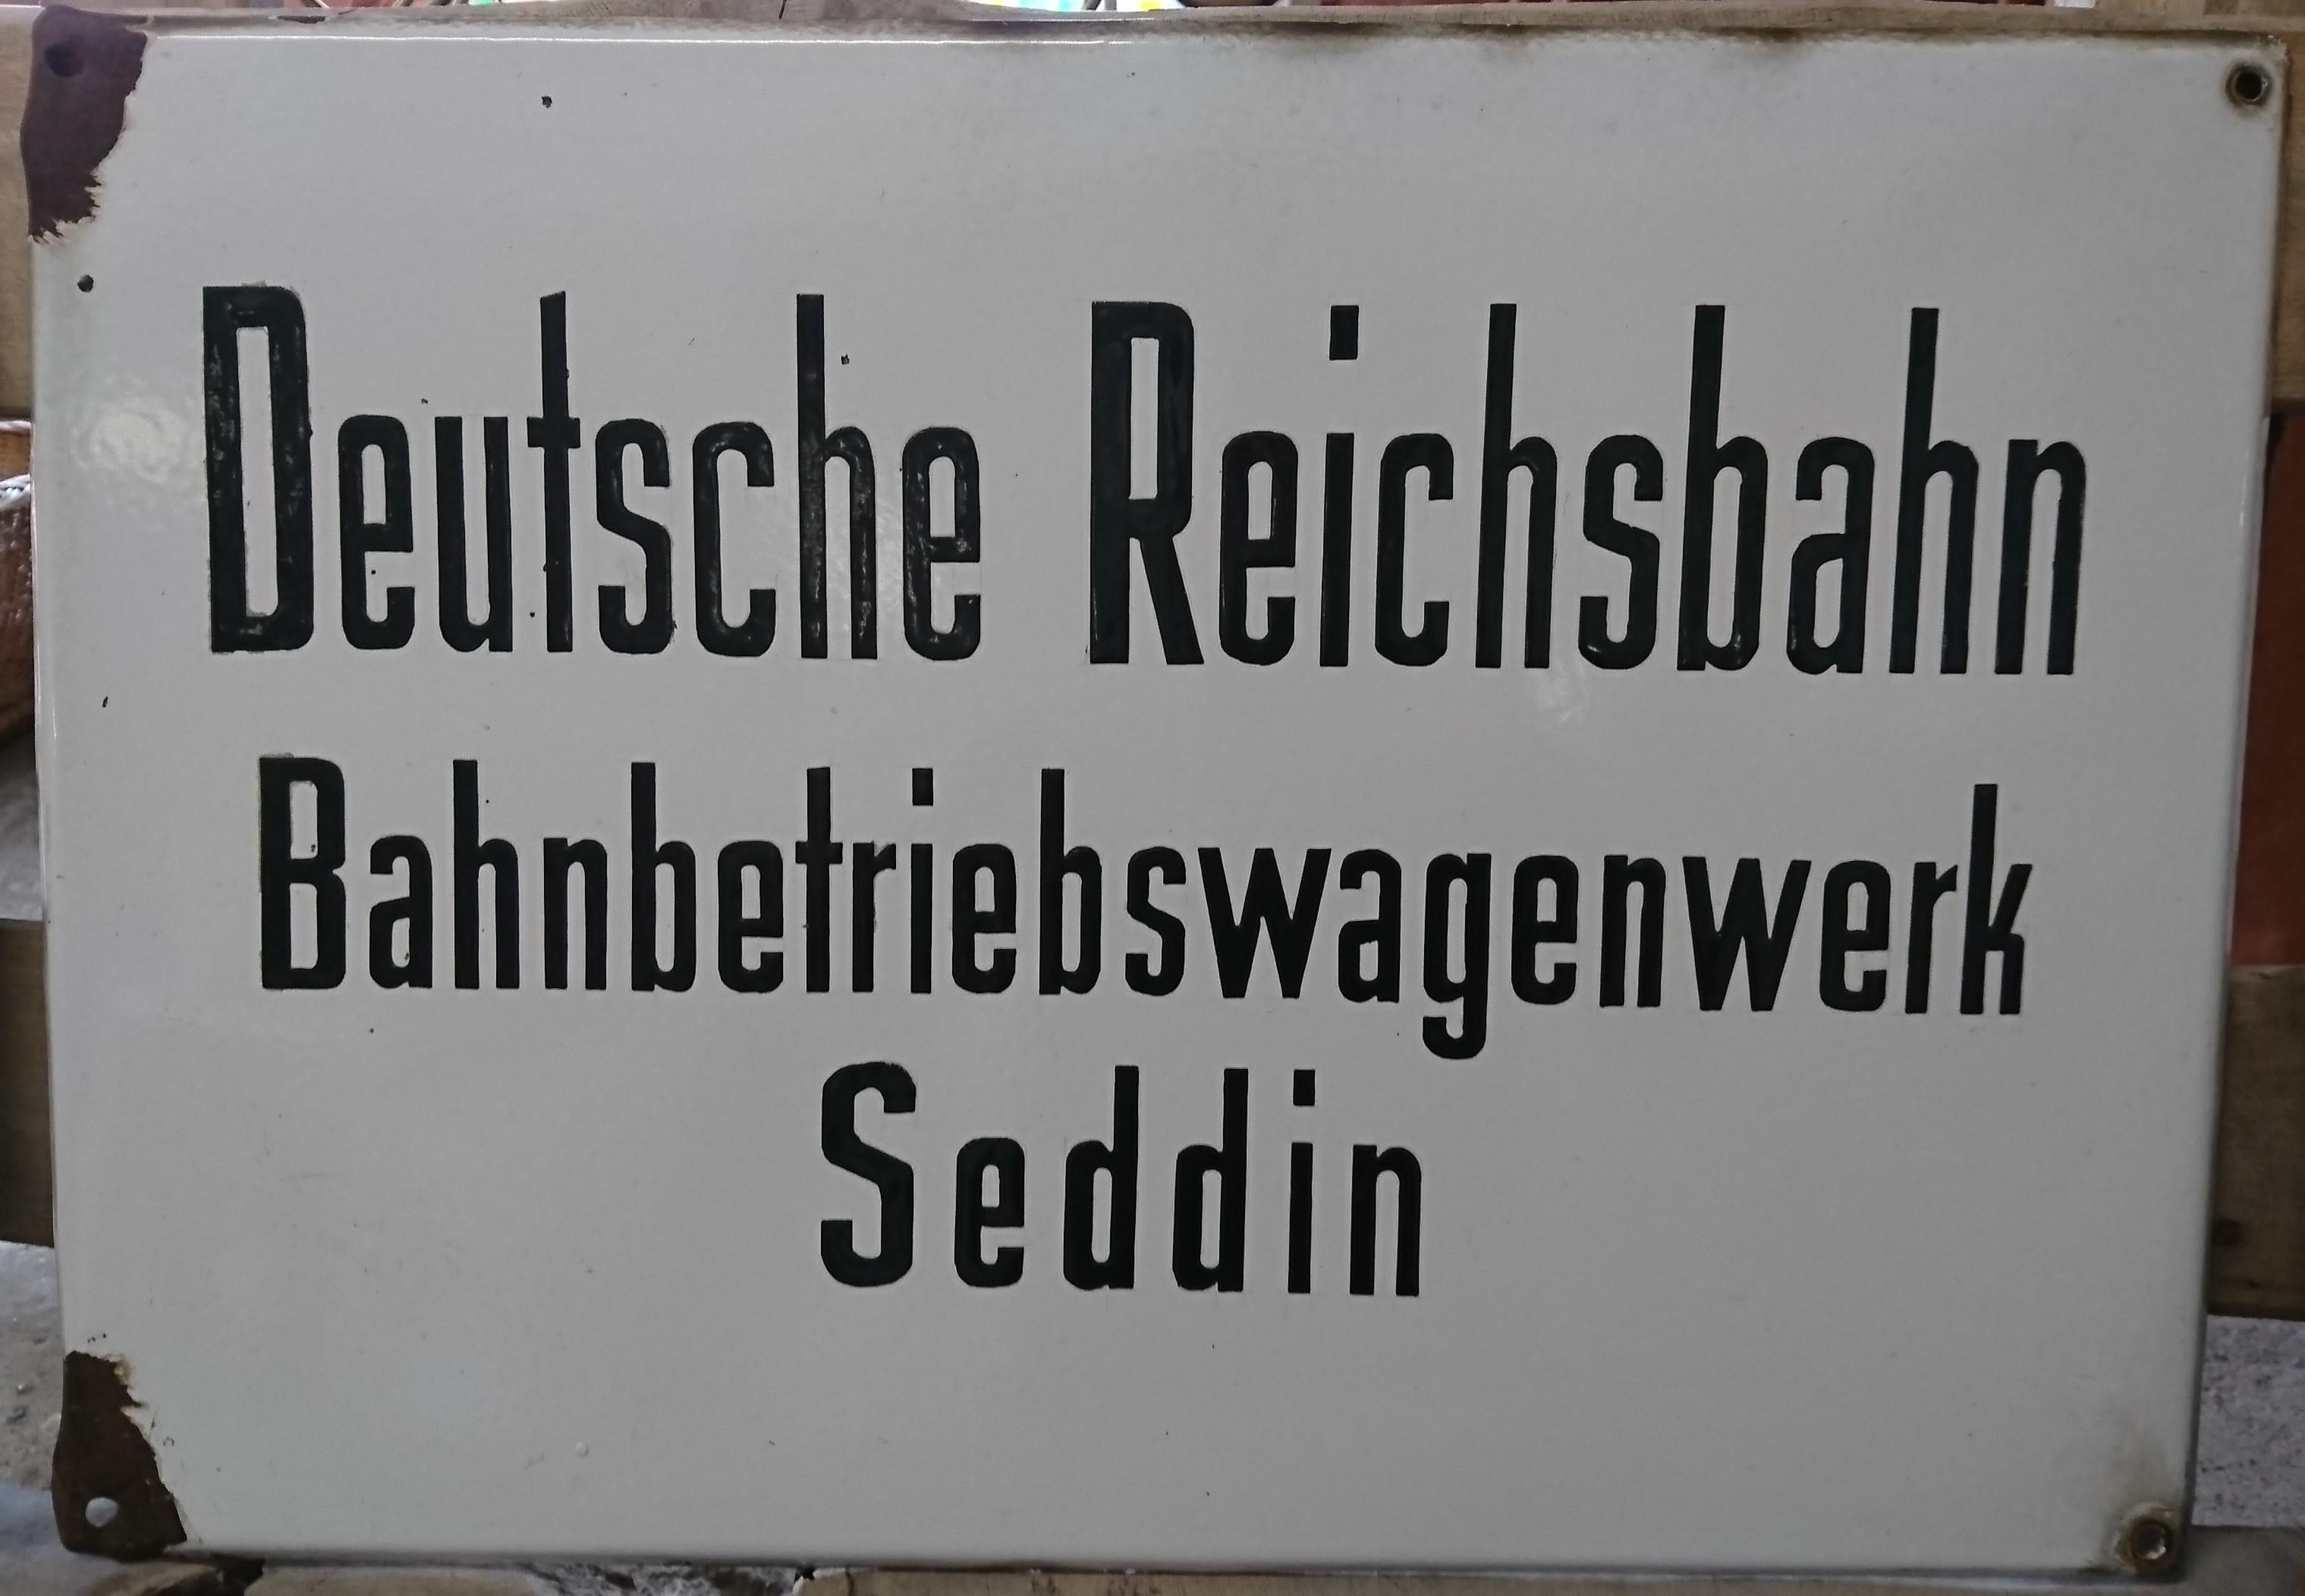 Deutsche Reichsbahn
Bahnbetriebswagenwerk
Seddin